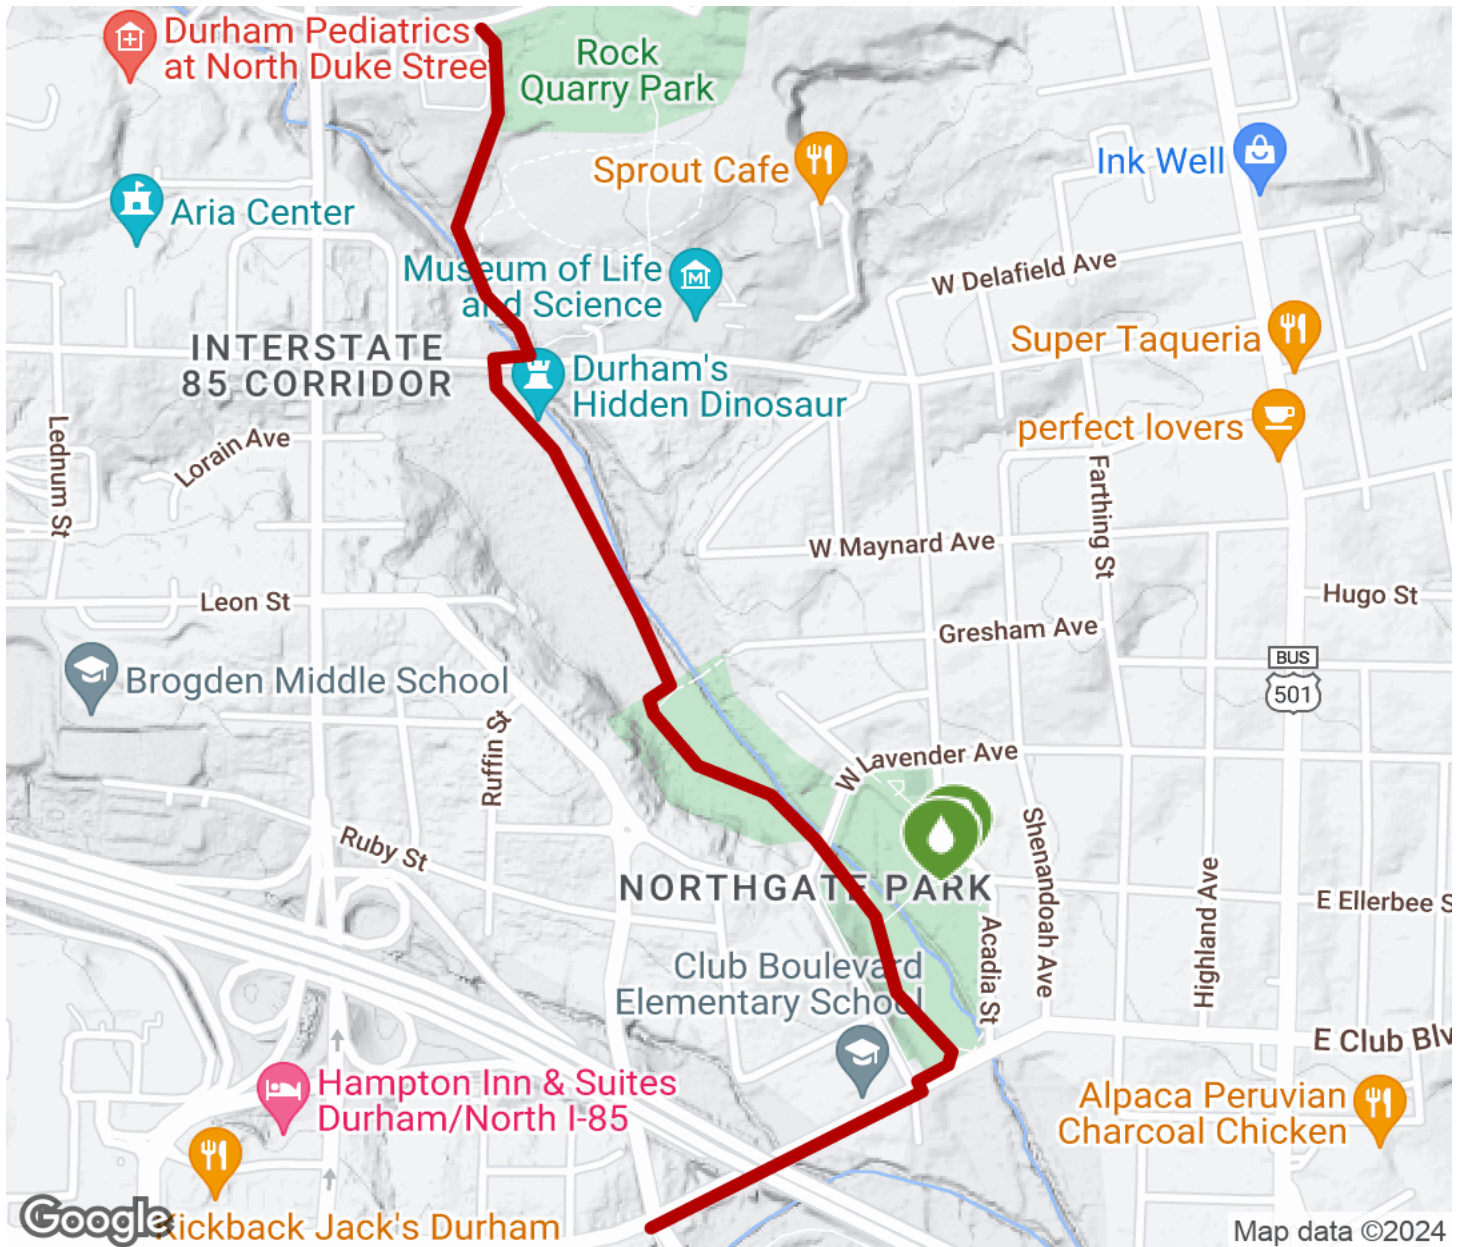 Durham Pediatrics
at North Duke Street
Rock
Quarry Park
Sprout Cafe
Ink Well
Aria Center
Museum of Life
and Science
W Delafield Ave
INTERSTATE
85 CORRIDOR
Super Taqueria
Durham's
Hidden Dinosaur
perfect lovers
Lednum St
Lorain Ave
Farthing St
W Maynard Ave
Leon St
Hugo St
Gresham Ave
BUS
501
Brogden Middle School
Ruffin St
W Lavender Ave
Shenandoah Ave
Ruby St
NORTHGATE PARK
Highland Ave
E Ellerbee S
Acadia St
Club Boulevard
Elementary School
E Club Blv
Hampton Inn & Suites
Durham/North I-85
Alpaca Peruvian
Charcoal Chicken
Google
Kickback Jack's Durham
Map data ©2024